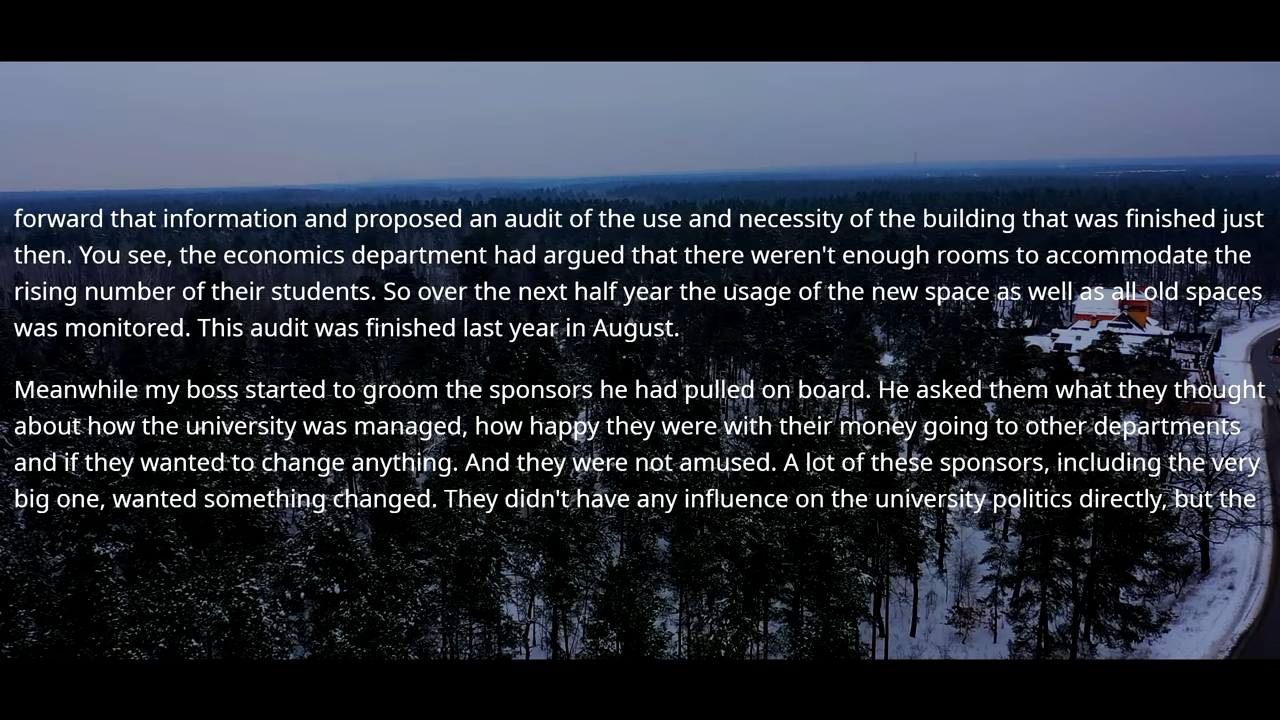 forward that information and proposed an audit of the use and necessity of the building that was finished just
then. You see, the economics department had argued that there weren't enough rooms to accommodate the
rising number of their students. So over the next half year the usage of the new space as well as all old spaces
was monitored. This audit was finished last year in August.
Meanwhile my boss started to groom the sponsors he had pulled on board. He asked them what they thought
about how the university was managed, how happy they were with their money going to other departments
and if they wanted to change anything. And they were not amused. A lot of these sponsors, including the very
big one, wanted something changed. They didn't have any influence on the university politics directly, but the